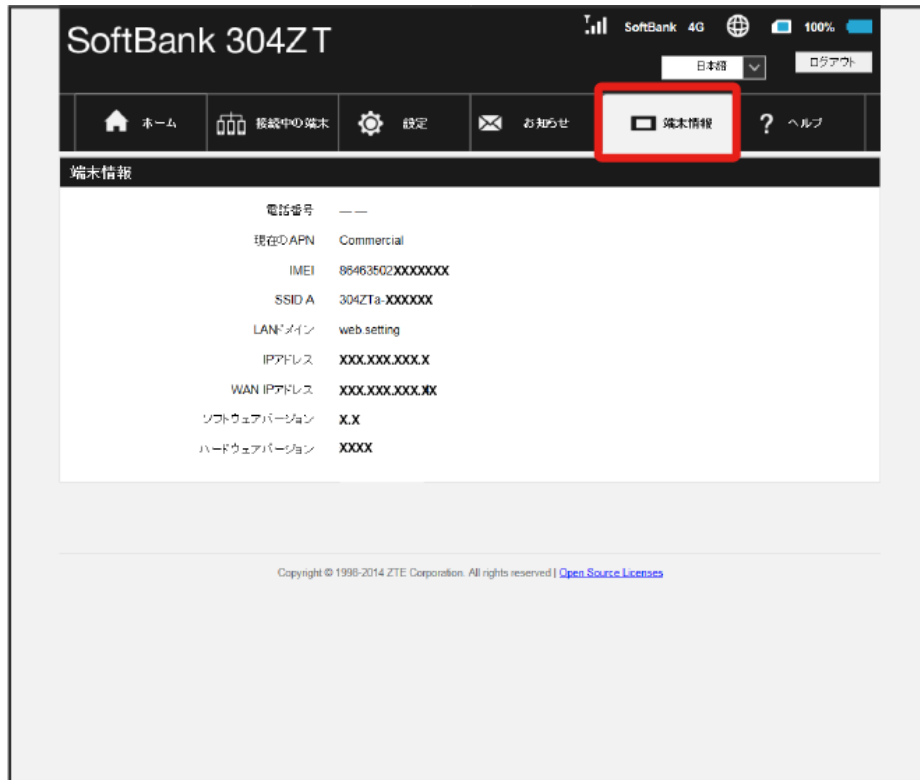 SoftBank 304ZT
SoftBank 4G 100%
日本語 ログアウト
ホーム 接続中の端末 設定 お知らせ 端末情報 ? ヘルプ
端末情報
電話番号 — —
現在のAPN Commercial
IMEI 86463502XXXXXXX
SSID A 304ZTa-XXXXXX
LANドメイン web.setting
IPアドレス XXX.XXX.XXX.X
WAN IPアドレス XXX.XXX.XXX.XX
ソフトウェアバージョン X.X
ハードウェアバージョン XXXX
Copyright © 1998-2014 ZTE Corporation. All rights reserved | Open Source Licenses